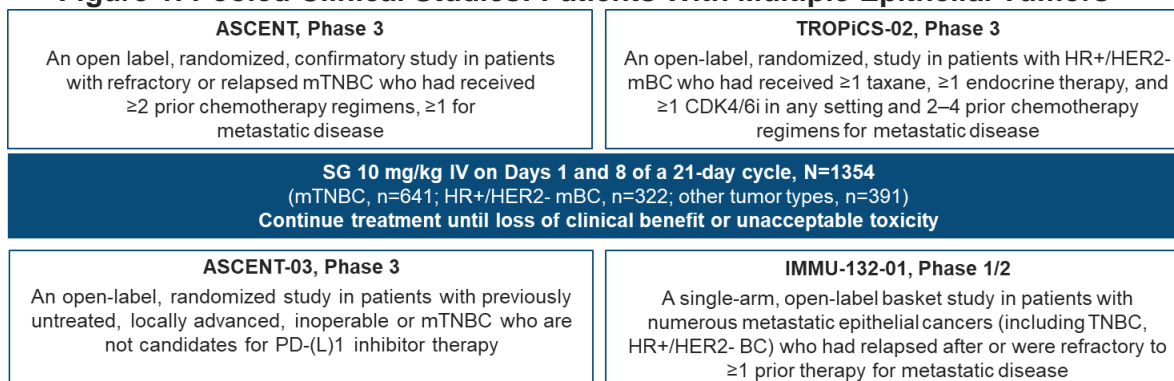 ASCENT, Phase 3
An open label, randomized, confirmatory study in patients
with refractory or relapsed mTNBC who had received
≥2 prior chemotherapy regimens, ≥1 for
metastatic disease
TROPiCS-02, Phase 3
An open-label, randomized, study in patients with HR+/HER2-
mBC who had received ≥1 taxane, ≥1 endocrine therapy, and
≥1 CDK4/6i in any setting and 2–4 prior chemotherapy
regimens for metastatic disease
SG 10 mg/kg IV on Days 1 and 8 of a 21-day cycle, N=1354
(mTNBC, n=641; HR+/HER2- mBC, n=322; other tumor types, n=391)
Continue treatment until loss of clinical benefit or unacceptable toxicity
ASCENT-03, Phase 3
An open-label, randomized study in patients with previously
untreated, locally advanced, inoperable or mTNBC who are
not candidates for PD-(L)1 inhibitor therapy
IMMU-132-01, Phase 1/2
A single-arm, open-label basket study in patients with
numerous metastatic epithelial cancers (including TNBC,
HR+/HER2- BC) who had relapsed after or were refractory to
≥1 prior therapy for metastatic disease